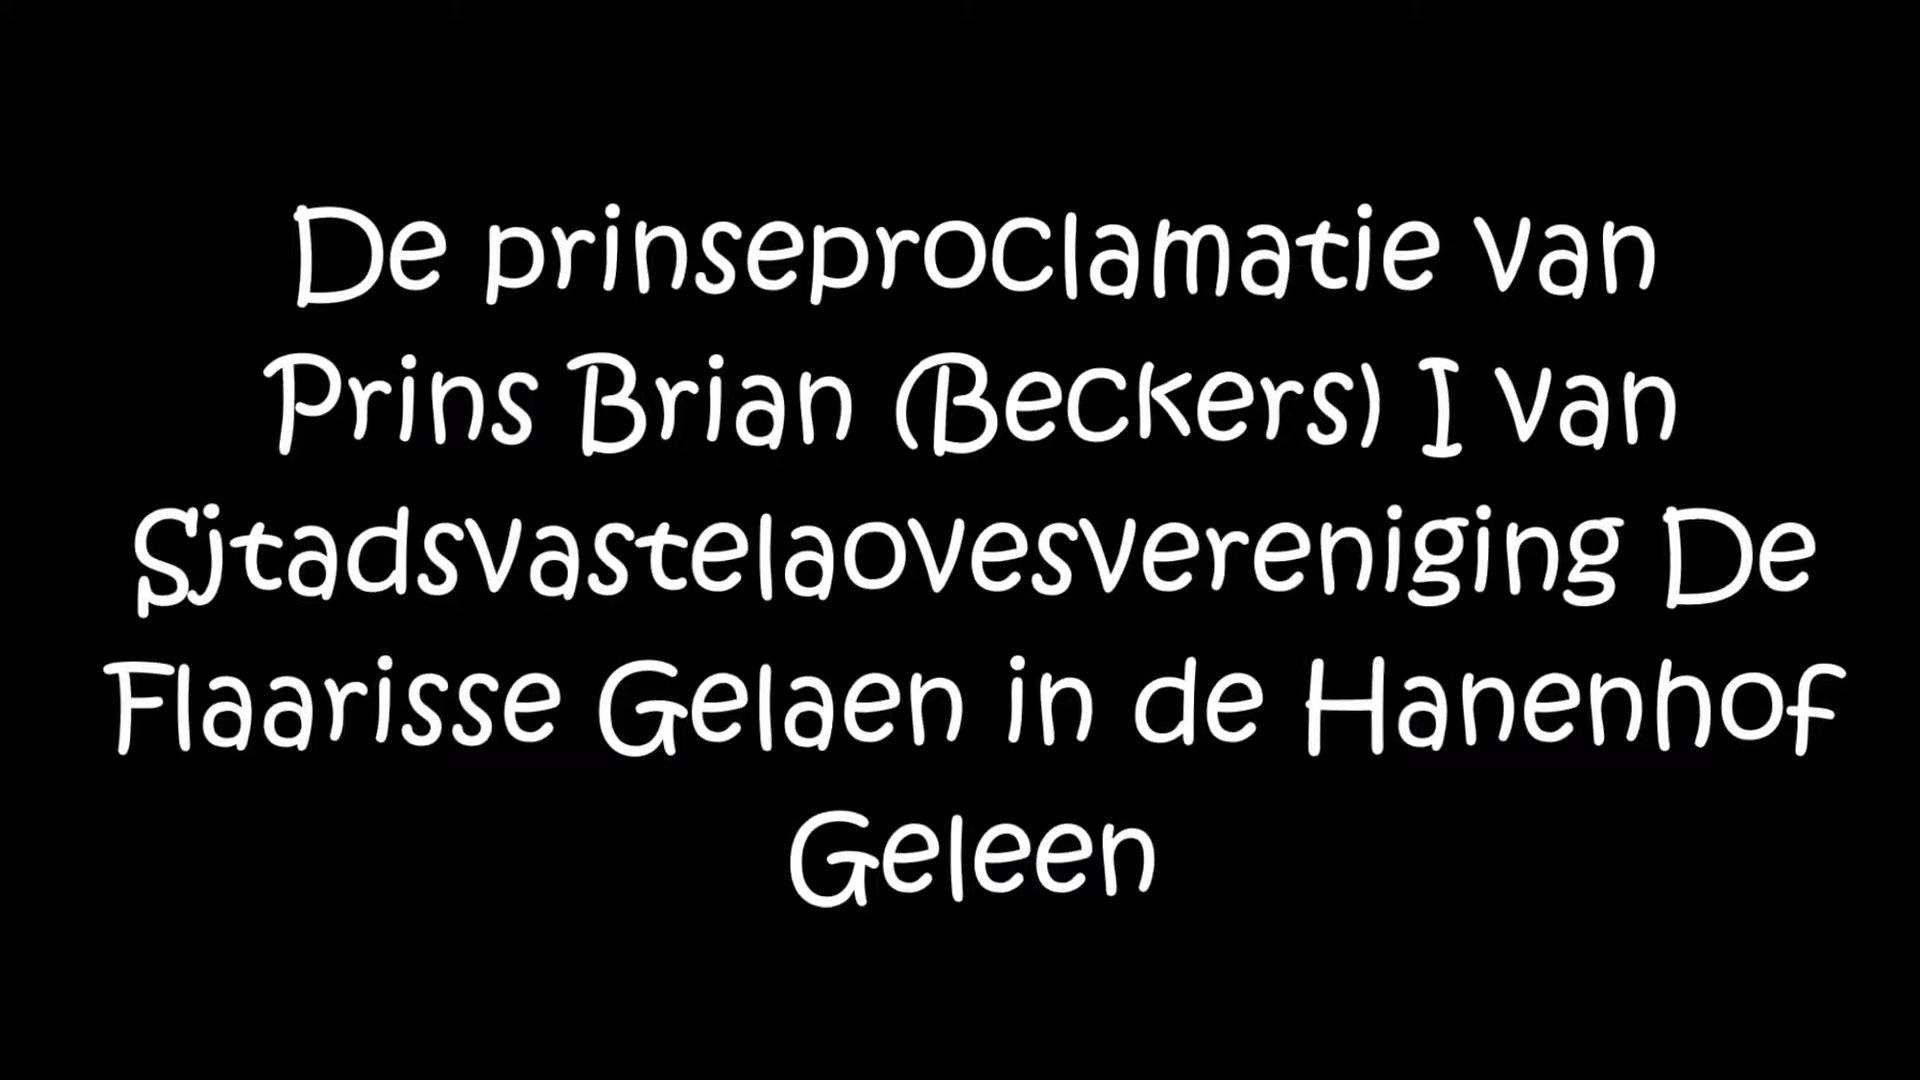 De prinseproclamatie van
Prins Brian (Beckers) I van
Sjtadsvastelaovesvereniging De
Flaarisse Gelaen in de Hanenhof
Geleen